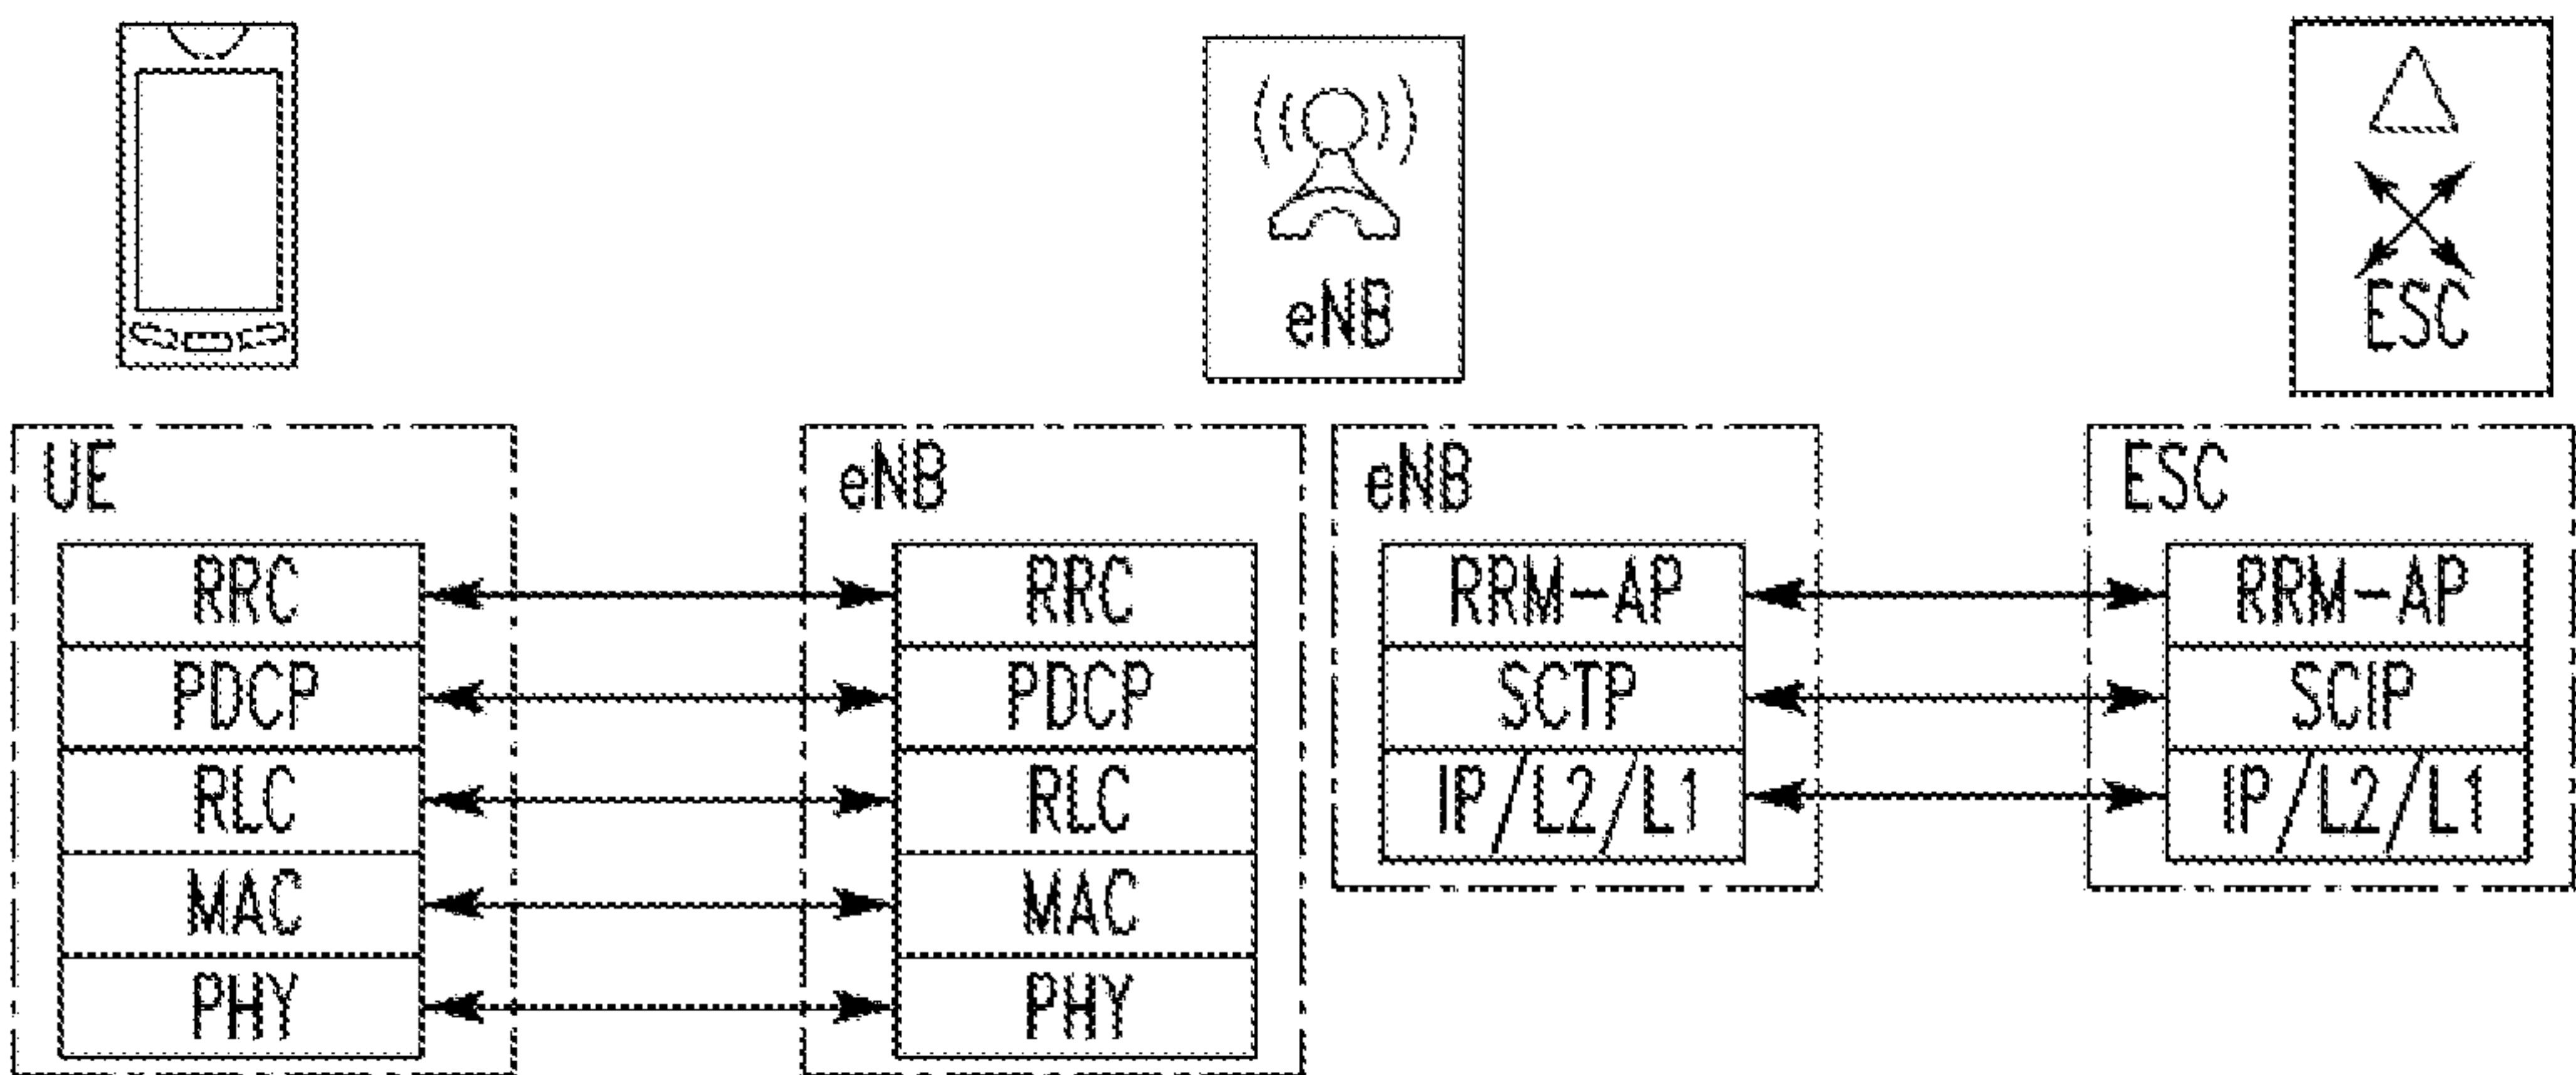 eNB
ESC
UE
RRC
PDCP
RLC
MAC
PHY
eNB
RRC
PDCP
RLC
MAC
PHY
eNB
RRM-AP
SCTP
IP/L2/L1
ESC
RRM-AP
SCIP
IP/L2/L1